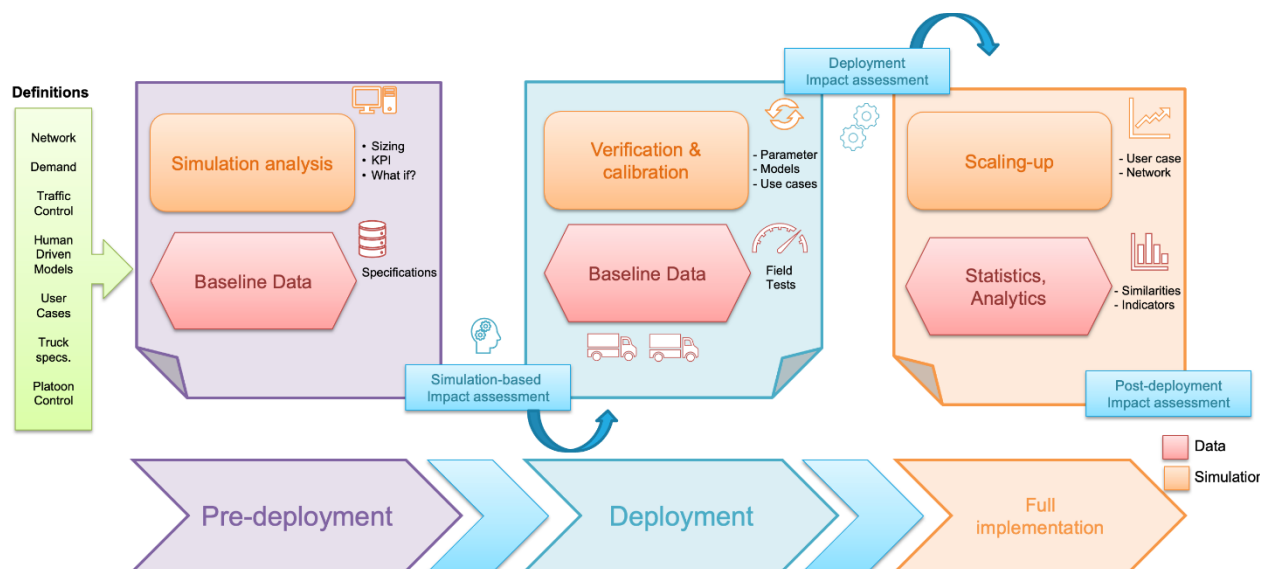 Definitions
Network
Demand
Traffic
Control
Human
Driven
Models
User
Cases
Truck
specs.
Platoon
Control
Simulation analysis
• Sizing
• KPI
• What if?
Baseline Data
Specifications
Simulation-based
Impact assessment
Verification &
calibration
- Parameter
- Models
- Use cases
Baseline Data
Field
Tests
Deployment
Impact assessment
Scaling-up
- User case
- Network
Statistics,
Analytics
- Similarities
- Indicators
Post-deployment
Impact assessment
Data
Simulation
Pre-deployment
Deployment
Full
implementation